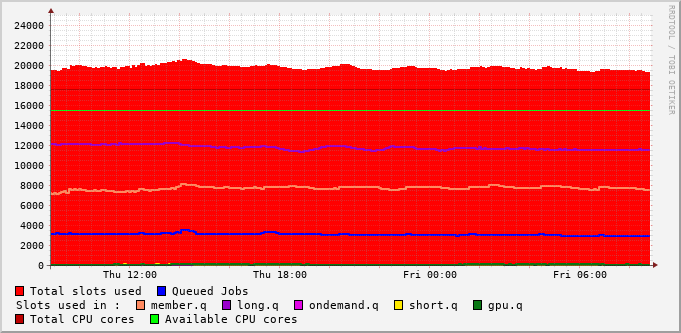 24000
22000
20000
18000
16000
14000
12000
10000
8000
6000
4000
2000
0
Thu 12:00 Thu 18:00 Fri 00:00 Fri 06:00
Total slots used Queued Jobs
Slots used in : member.q long.q ondemand.q short.q gpu.q
Total CPU cores Available CPU cores
RRDTOOL / TOBI OETIKER